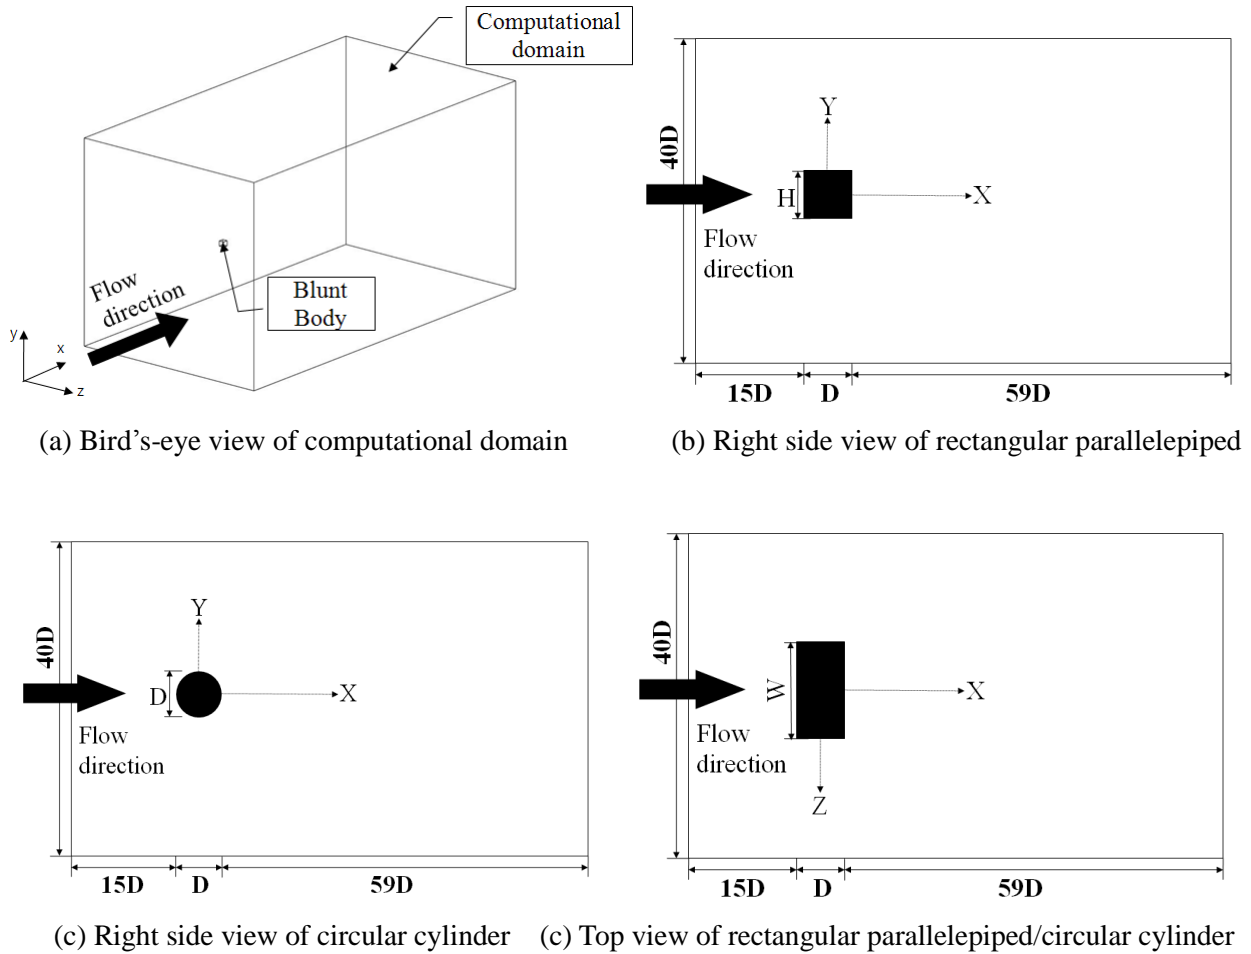 Computational
domain
Flow
direction
Blunt
Body
y
x
z
(a) Bird’s-eye view of computational domain
40D
Y
H
X
Flow
direction
15D D 59D
(b) Right side view of rectangular parallelepiped
40D
Y
D
X
Flow
direction
15D D 59D
(c) Right side view of circular cylinder
40D
W
X
Flow
direction
Z
15D D 59D
(c) Top view of rectangular parallelepiped/circular cylinder